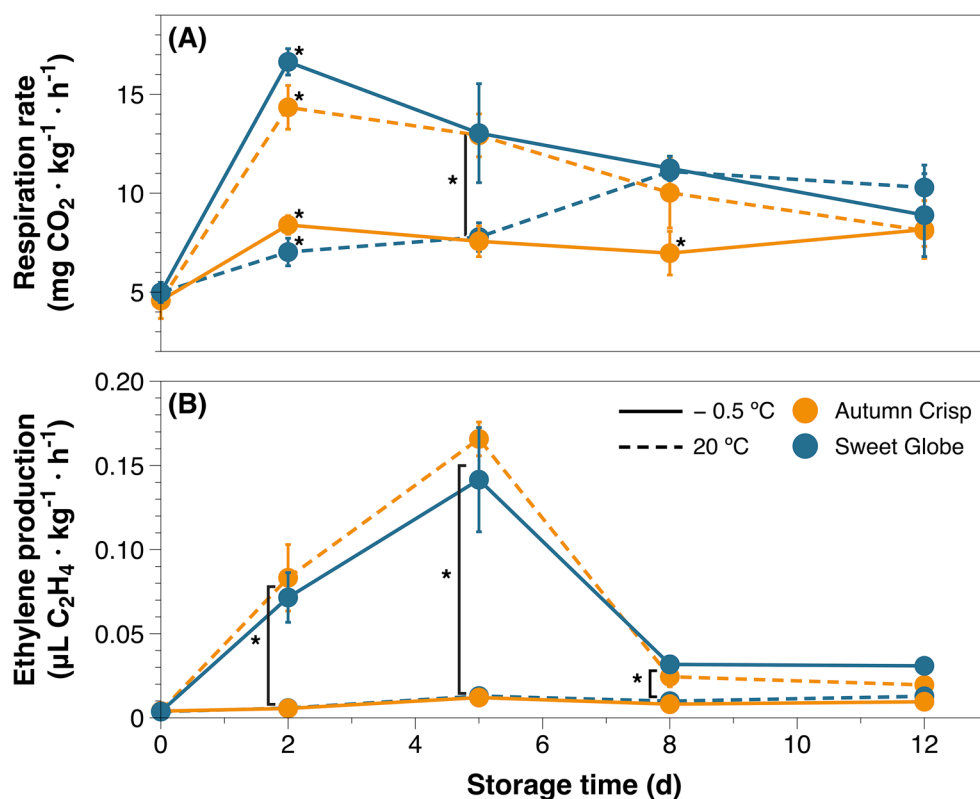 (A)
Respiration rate
(mg CO₂ · kg⁻¹ · h⁻¹)
15
10
5
*
*
*
*
*
*
(B)
Ethylene production
(µL C₂H₄ · kg⁻¹ · h⁻¹)
0.20
0.15
0.10
0.05
0
– 0.5 ºC
Autumn Crisp
20 ºC
Sweet Globe
*
*
*
0 2 4 6 8 10 12
Storage time (d)